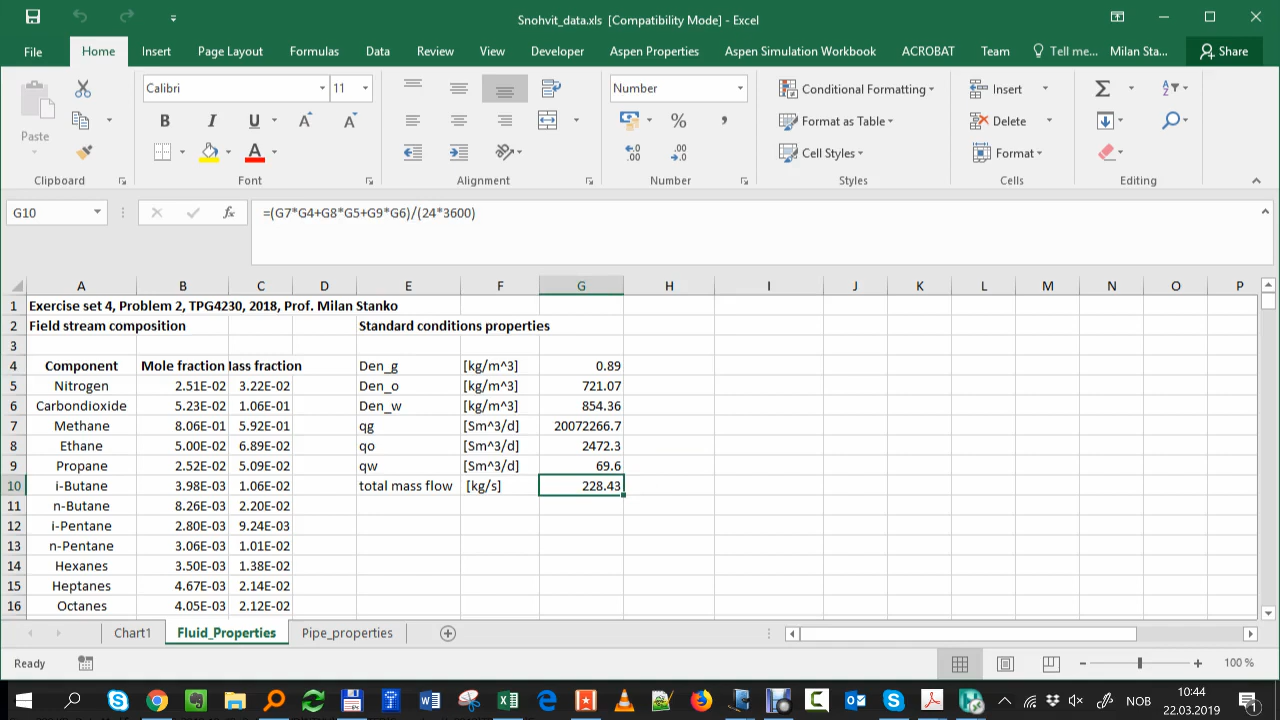 Snohvit_data.xls [Compatibility Mode] - Excel
File Home Insert Page Layout Formulas Data Review View Developer Aspen Properties Aspen Simulation Workbook ACROBAT Team Tell me... Milan Sta... Share
Paste
Calibri 11
Number
Conditional Formatting
Insert
B I U A A
%
Format as Table
Delete
A
Cell Styles
Format
Clipboard Font Alignment Number Styles Cells Editing
G10 fx =(G7*G4+G8*G5+G9*G6)/(24*3600)
A B C D E F G H I J K L M N O P
1 Exercise set 4, Problem 2, TPG4230, 2018, Prof. Milan Stanko
2 Field stream composition Standard conditions properties
3
4 Component Mole fraction lass fraction Den_g [kg/m^3] 0.89
5 Nitrogen 2.51E-02 3.22E-02 Den_o [kg/m^3] 721.07
6 Carbondioxide 5.23E-02 1.06E-01 Den_w [kg/m^3] 854.36
7 Methane 8.06E-01 5.92E-01 qg [Sm^3/d] 20072266.7
8 Ethane 5.00E-02 6.89E-02 qo [Sm^3/d] 2472.3
9 Propane 2.52E-02 5.09E-02 qw [Sm^3/d] 69.6
10 i-Butane 3.98E-03 1.06E-02 total mass flow [kg/s] 228.43
11 n-Butane 8.26E-03 2.20E-02
12 i-Pentane 2.80E-03 9.24E-03
13 n-Pentane 3.06E-03 1.01E-02
14 Hexanes 3.50E-03 1.38E-02
15 Heptanes 4.67E-03 2.14E-02
16 Octanes 4.05E-03 2.12E-02
Chart1 Fluid_Properties Pipe_properties
Ready 100 %
NOB 10:44
22.03.2019